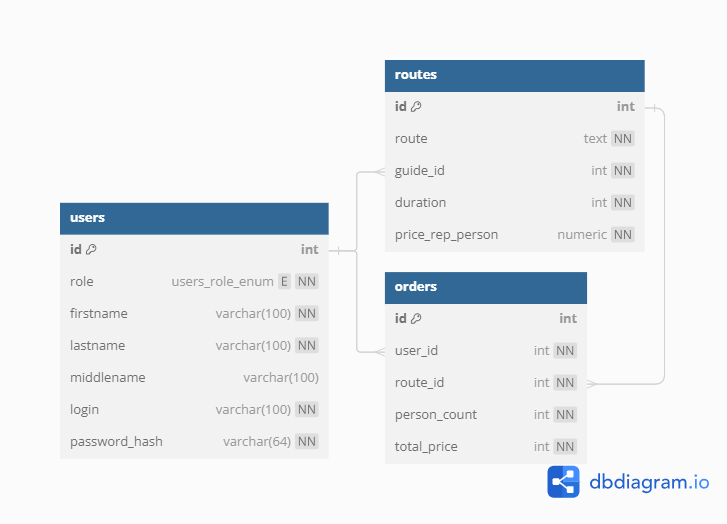 routes
id int
route text NN
guide_id int NN
duration int NN
price_rep_person numeric NN
users
id int
role users_role_enum E NN
firstname varchar(100) NN
lastname varchar(100) NN
middlename varchar(100)
login varchar(100) NN
password_hash varchar(64) NN
orders
id int
user_id int NN
route_id int NN
person_count int NN
total_price int NN
dbdiagram.io